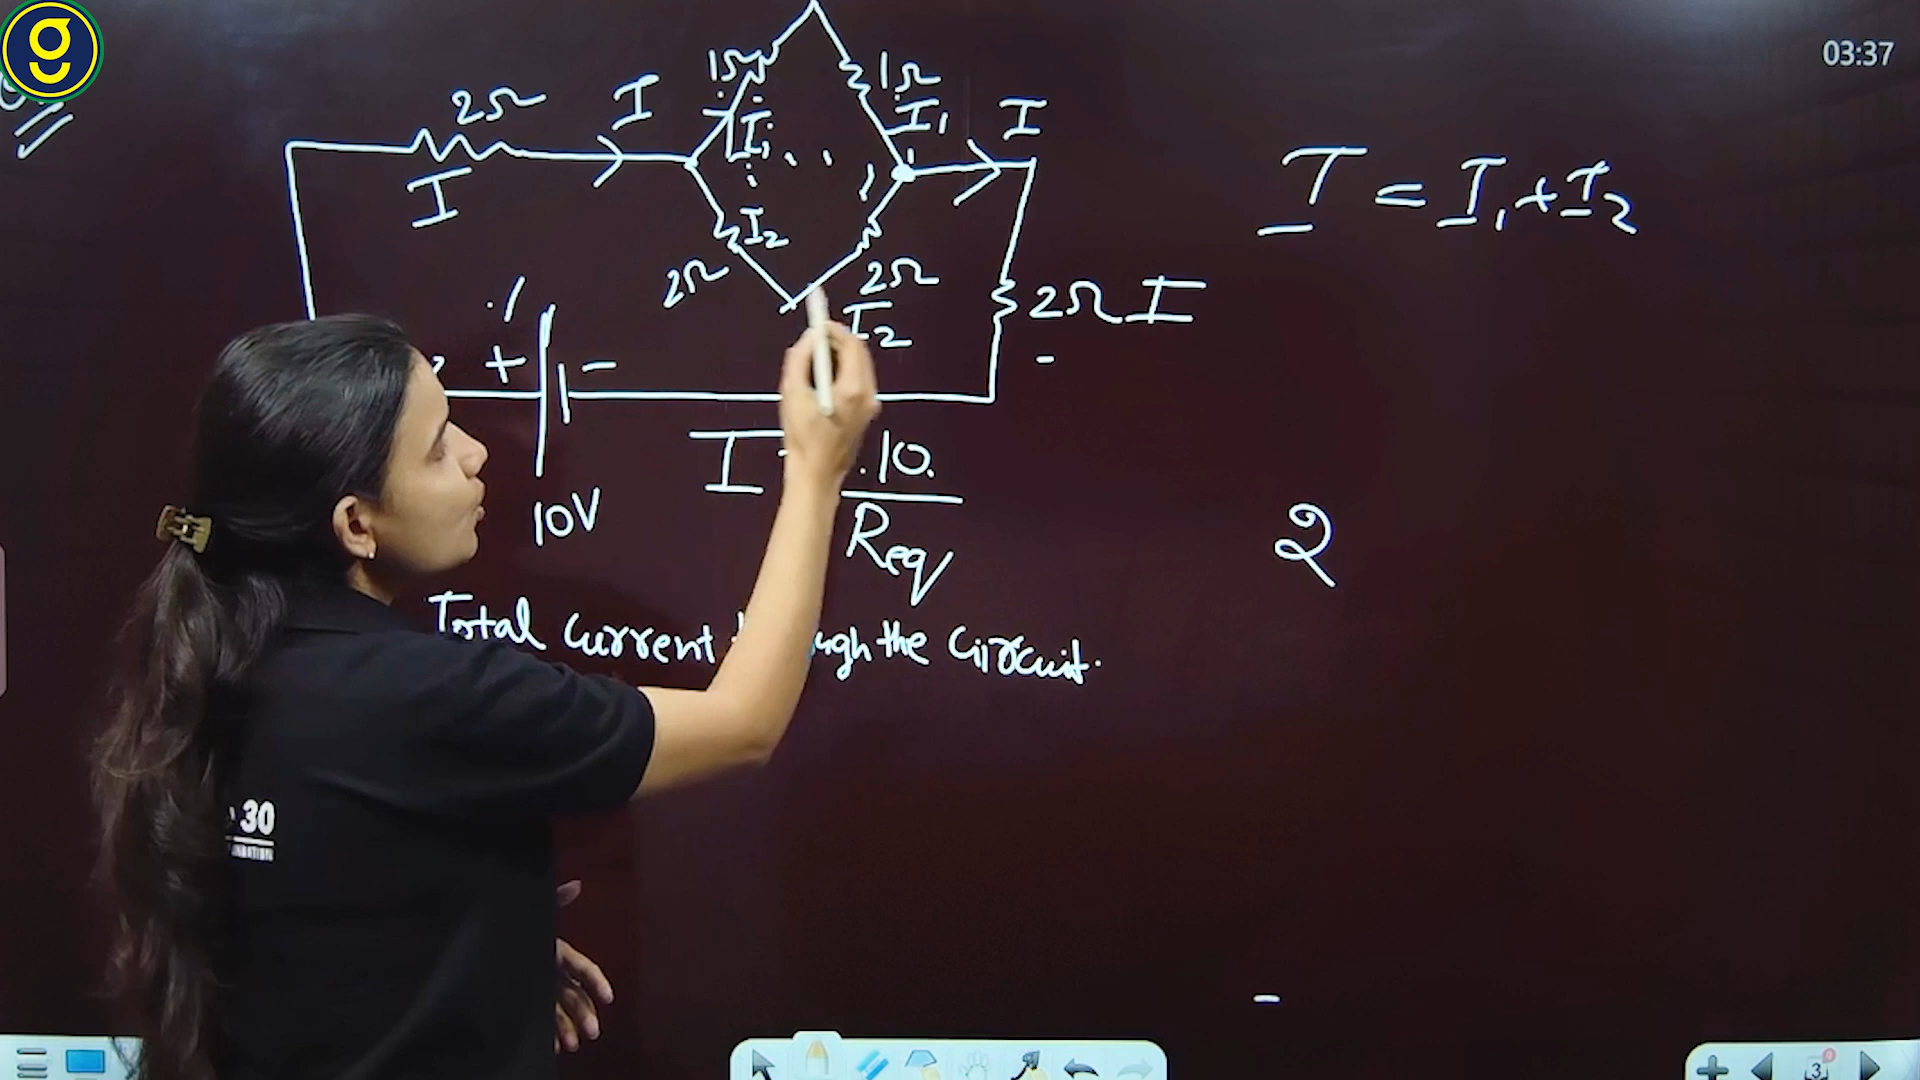 03:37
2Ω
I
1Ω
1Ω
I₁
I
I₁
I
I₂
2Ω
2Ω
I₂
2Ω I
I = I₁ + I₂
+
-
10V
I
10
Req
2
Total current the circuit.
30
3